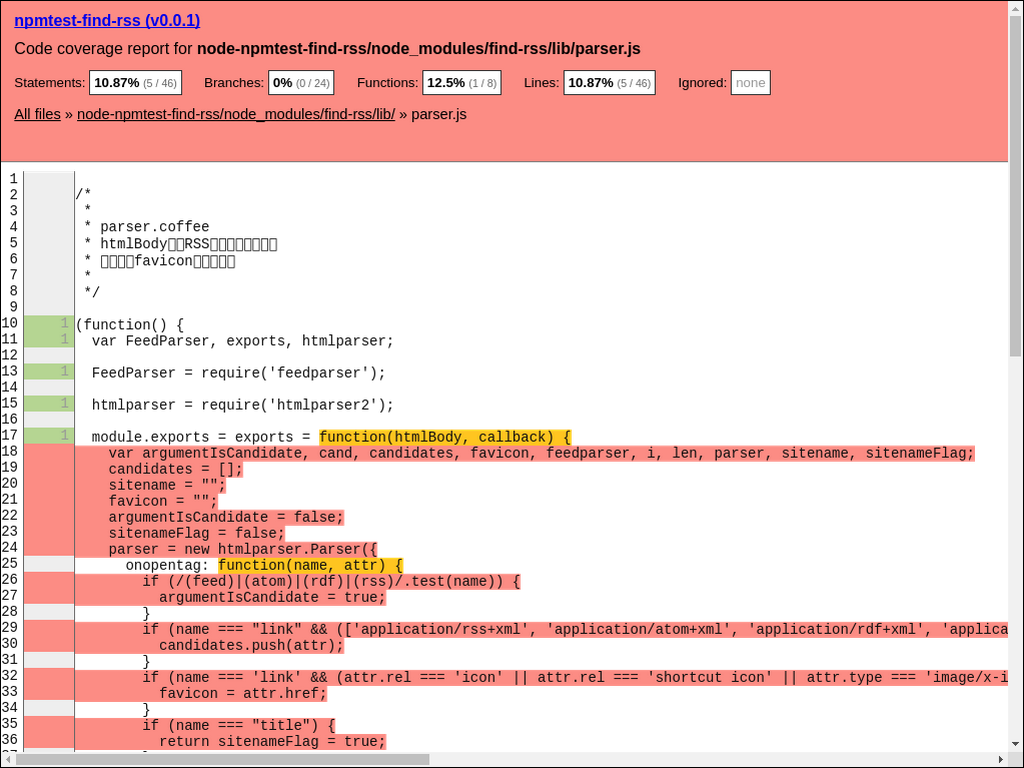 npmtest-find-rss (v0.0.1)
Code coverage report for node-npmtest-find-rss/node_modules/find-rss/lib/parser.js
Statements: 10.87% (5 / 46) Branches: 0% (0 / 24) Functions: 12.5% (1 / 8) Lines: 10.87% (5 / 46) Ignored: none
All files » node-npmtest-find-rss/node_modules/find-rss/lib/ » parser.js
1
2 /*
3  *
4  * parser.coffee
5  * htmlBody RSS
6  * favicon
7  *
8  */
9
10 1 (function() {
11 1   var FeedParser, exports, htmlparser;
12
13 1   FeedParser = require('feedparser');
14
15 1   htmlparser = require('htmlparser2');
16
17 1   module.exports = exports = function(htmlBody, callback) {
18     var argumentIsCandidate, cand, candidates, favicon, feedparser, i, len, parser, sitename, sitenameFlag;
19     candidates = [];
20     sitename = "";
21     favicon = "";
22     argumentIsCandidate = false;
23     sitenameFlag = false;
24     parser = new htmlparser.Parser({
25       onopentag: function(name, attr) {
26         if (/(feed)|(atom)|(rdf)|(rss)/.test(name)) {
27           argumentIsCandidate = true;
28         }
29         if (name === "link" && (['application/rss+xml', 'application/atom+xml', 'application/rdf+xml', 'applica
30           candidates.push(attr);
31         }
32         if (name === 'link' && (attr.rel === 'icon' || attr.rel === 'shortcut icon' || attr.type === 'image/x-i
33           favicon = attr.href;
34         }
35         if (name === "title") {
36           return sitenameFlag = true;